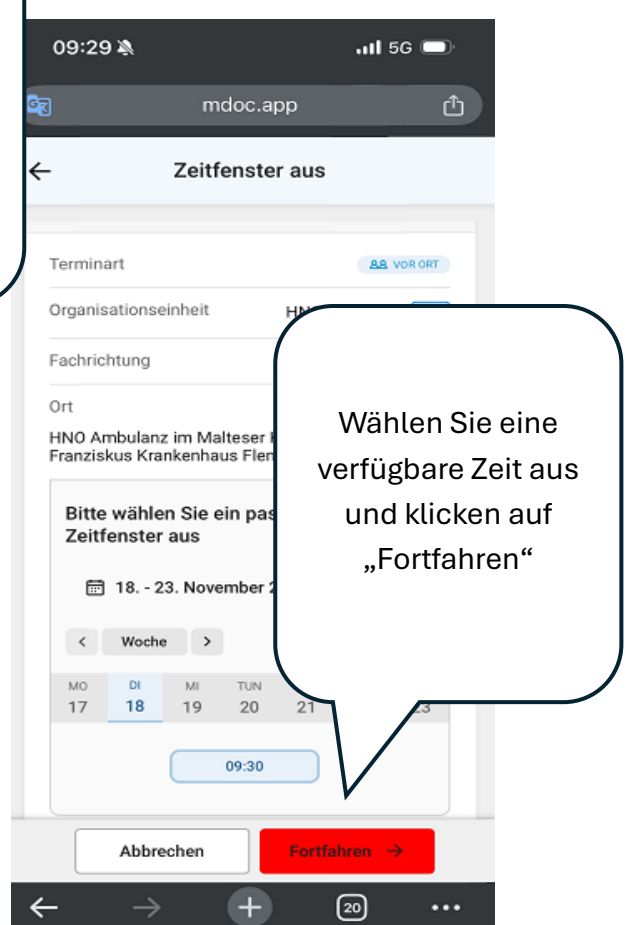 09:29
5G
mdoc.app
Zeitfenster aus
Terminart
VOR ORT
Organisationseinheit
Fachrichtung
Ort
HNO Ambulanz im Malteser
Franziskus Krankenhaus
Wählen Sie eine
verfügbare Zeit aus
und klicken auf
„Fortfahren“
Bitte wählen Sie ein
Zeitfenster aus
18. - 23. November
< Woche >
MO DI MI TUN
17 18 19 20 21 23
09:30
Abbrechen Fortfahren →
20